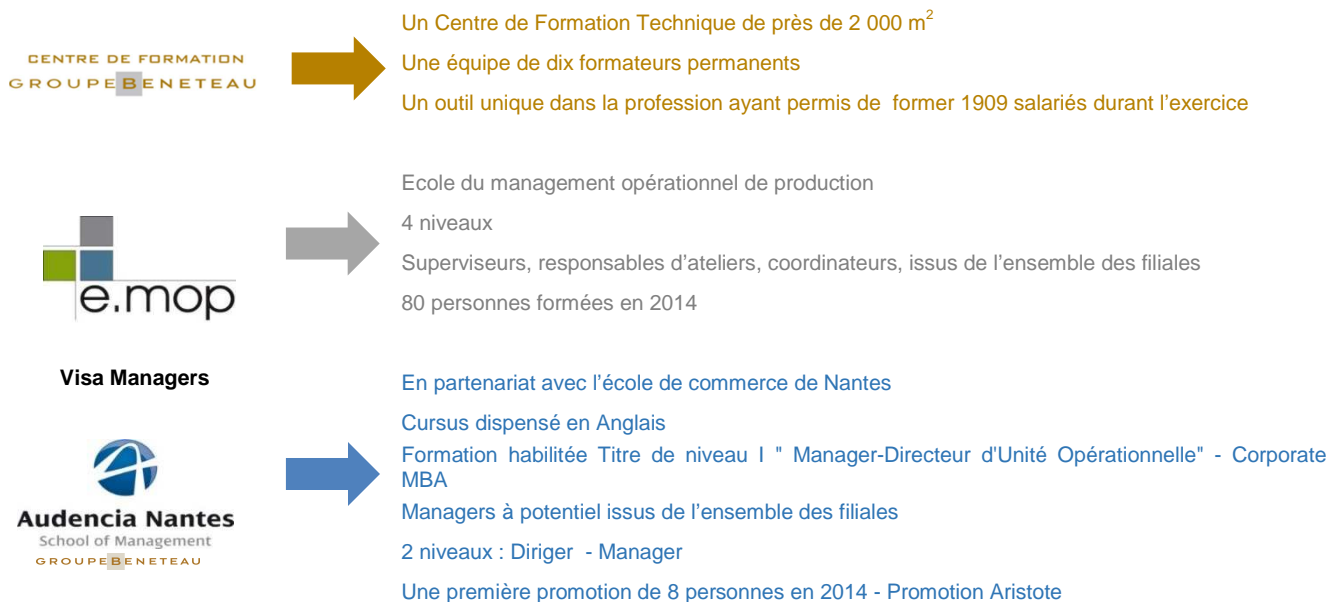 CENTRE DE FORMATION
GROUPE BENETEAU
Un Centre de Formation Technique de près de 2 000 m²
Une équipe de dix formateurs permanents
Un outil unique dans la profession ayant permis de former 1909 salariés durant l'exercice
e.mop
Ecole du management opérationnel de production
4 niveaux
Superviseurs, responsables d'ateliers, coordinateurs, issus de l'ensemble des filiales
80 personnes formées en 2014
Visa Managers
Audencia Nantes
School of Management
GROUPE BENETEAU
En partenariat avec l'école de commerce de Nantes
Cursus dispensé en Anglais
Formation habilitée Titre de niveau I " Manager-Directeur d'Unité Opérationnelle" - Corporate
MBA
Managers à potentiel issus de l'ensemble des filiales
2 niveaux : Diriger - Manager
Une première promotion de 8 personnes en 2014 - Promotion Aristote